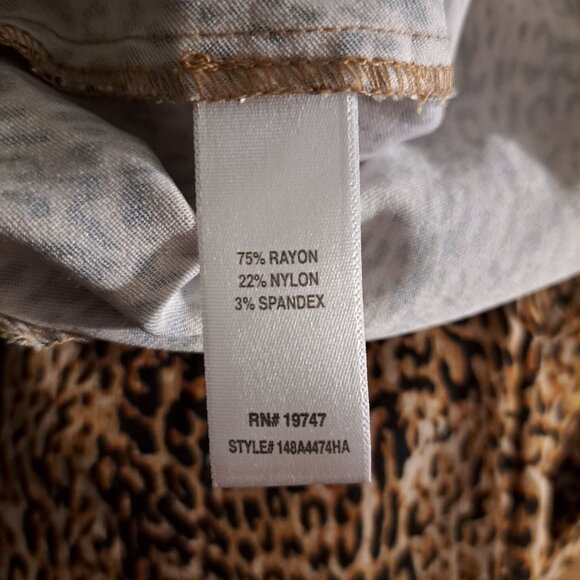 75% RAYON
22% NYLON
3% SPANDEX
RN# 19747
STYLE# 148A4474HA